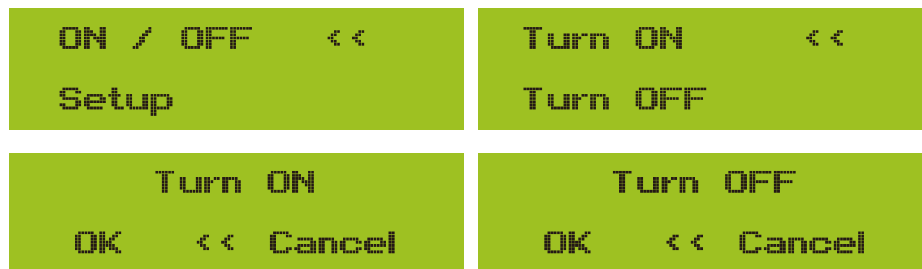 ON / OFF <<
Setup
Turn ON <<
Turn OFF
Turn ON
OK << Cancel
Turn OFF
OK << Cancel